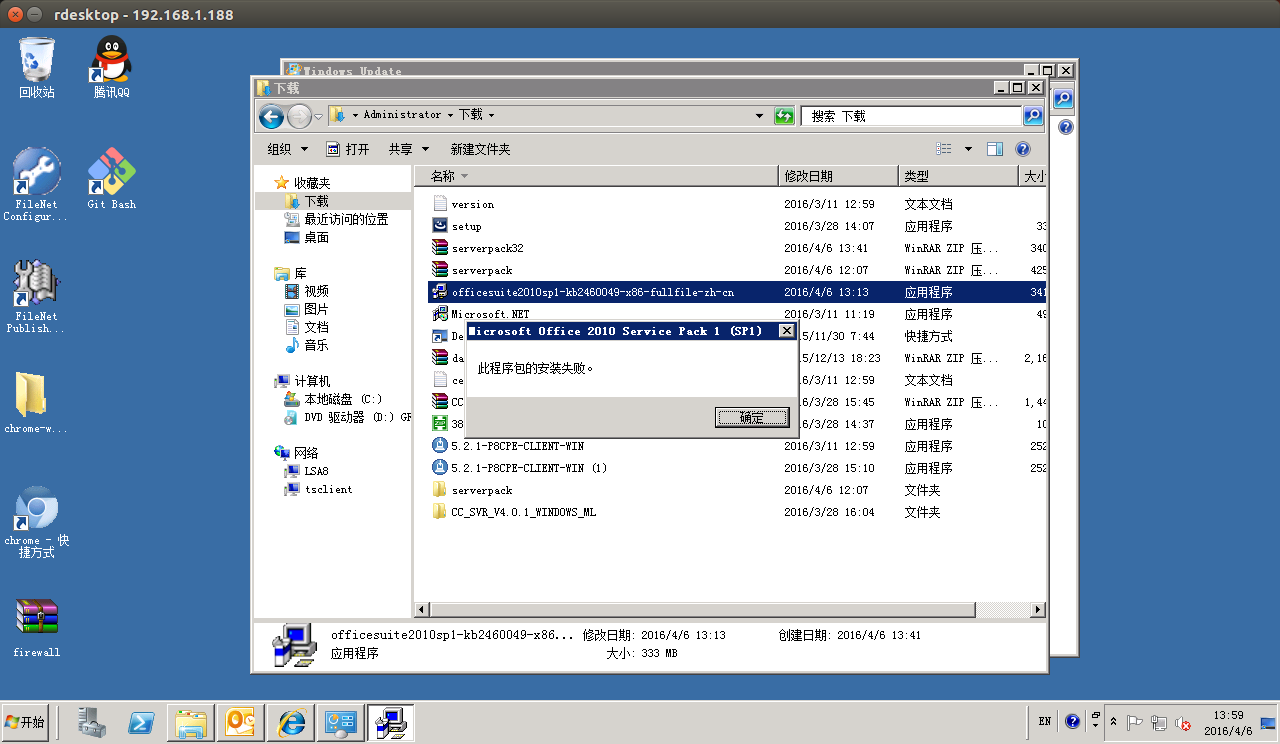 rdesktop - 192.168.1.188
回收站
腾讯QQ
FileNet
Configur...
Git Bash
FileNet
Publish...
chrome-w...
chrome - 快
捷方式
firewall
Windows Update
下载
Administrator 下载
搜索 下载
组织 打开 共享 新建文件夹
收藏夹
下载
最近访问的位置
桌面
库
视频
图片
文档
音乐
计算机
本地磁盘 (C:)
DVD 驱动器 (D:) GR
网络
LSA8
tsclient
名称 修改日期 类型 大小
version 2016/3/11 12:59 文本文档
setup 2016/3/28 14:07 应用程序 33
serverpack32 2016/4/6 13:41 WinRAR ZIP 压... 340
serverpack 2016/4/6 12:07 WinRAR ZIP 压... 425
officesuite2010sp1-kb2460049-x86-fullfile-zh-cn 2016/4/6 13:13 应用程序 341
Microsoft.NET 2016/3/11 11:19 应用程序 49
De 5/11/30 7:44 快捷方式
da 5/12/13 18:23 WinRAR ZIP 压... 2,16
ce 6/3/11 12:59 文本文档
CC 6/3/28 15:45 WinRAR ZIP 压... 1,44
38 6/3/28 14:37 应用程序 10
5.2.1-P8CPE-CLIENT-WIN 2016/3/11 12:59 应用程序 252
5.2.1-P8CPE-CLIENT-WIN (1) 2016/3/28 15:10 应用程序 252
serverpack 2016/4/6 12:07 文件夹
CC_SVR_V4.0.1_WINDOWS_ML 2016/3/28 16:04 文件夹
Microsoft Office 2010 Service Pack 1 (SP1)
此程序包的安装失败。
确定
officesuite2010sp1-kb2460049-x86... 修改日期: 2016/4/6 13:13 创建日期: 2016/4/6 13:41
应用程序 大小: 333 MB
开始
EN
13:59
2016/4/6